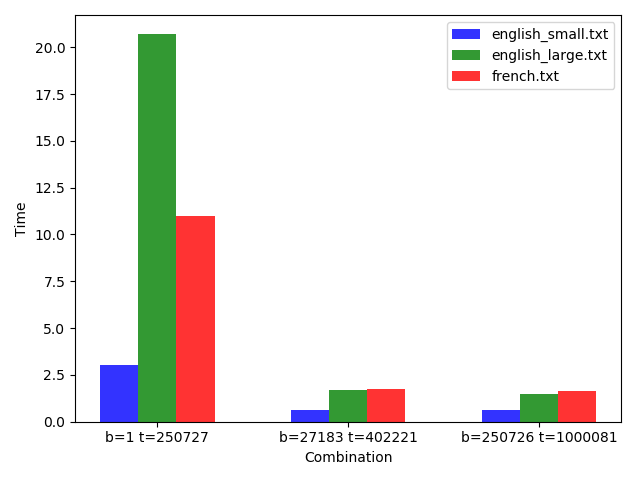 english_small.txt
english_large.txt
french.txt
20.0
17.5
15.0
12.5
10.0
7.5
5.0
2.5
0.0
Time
b=1 t=250727 b=27183 t=402221 b=250726 t=1000081
Combination